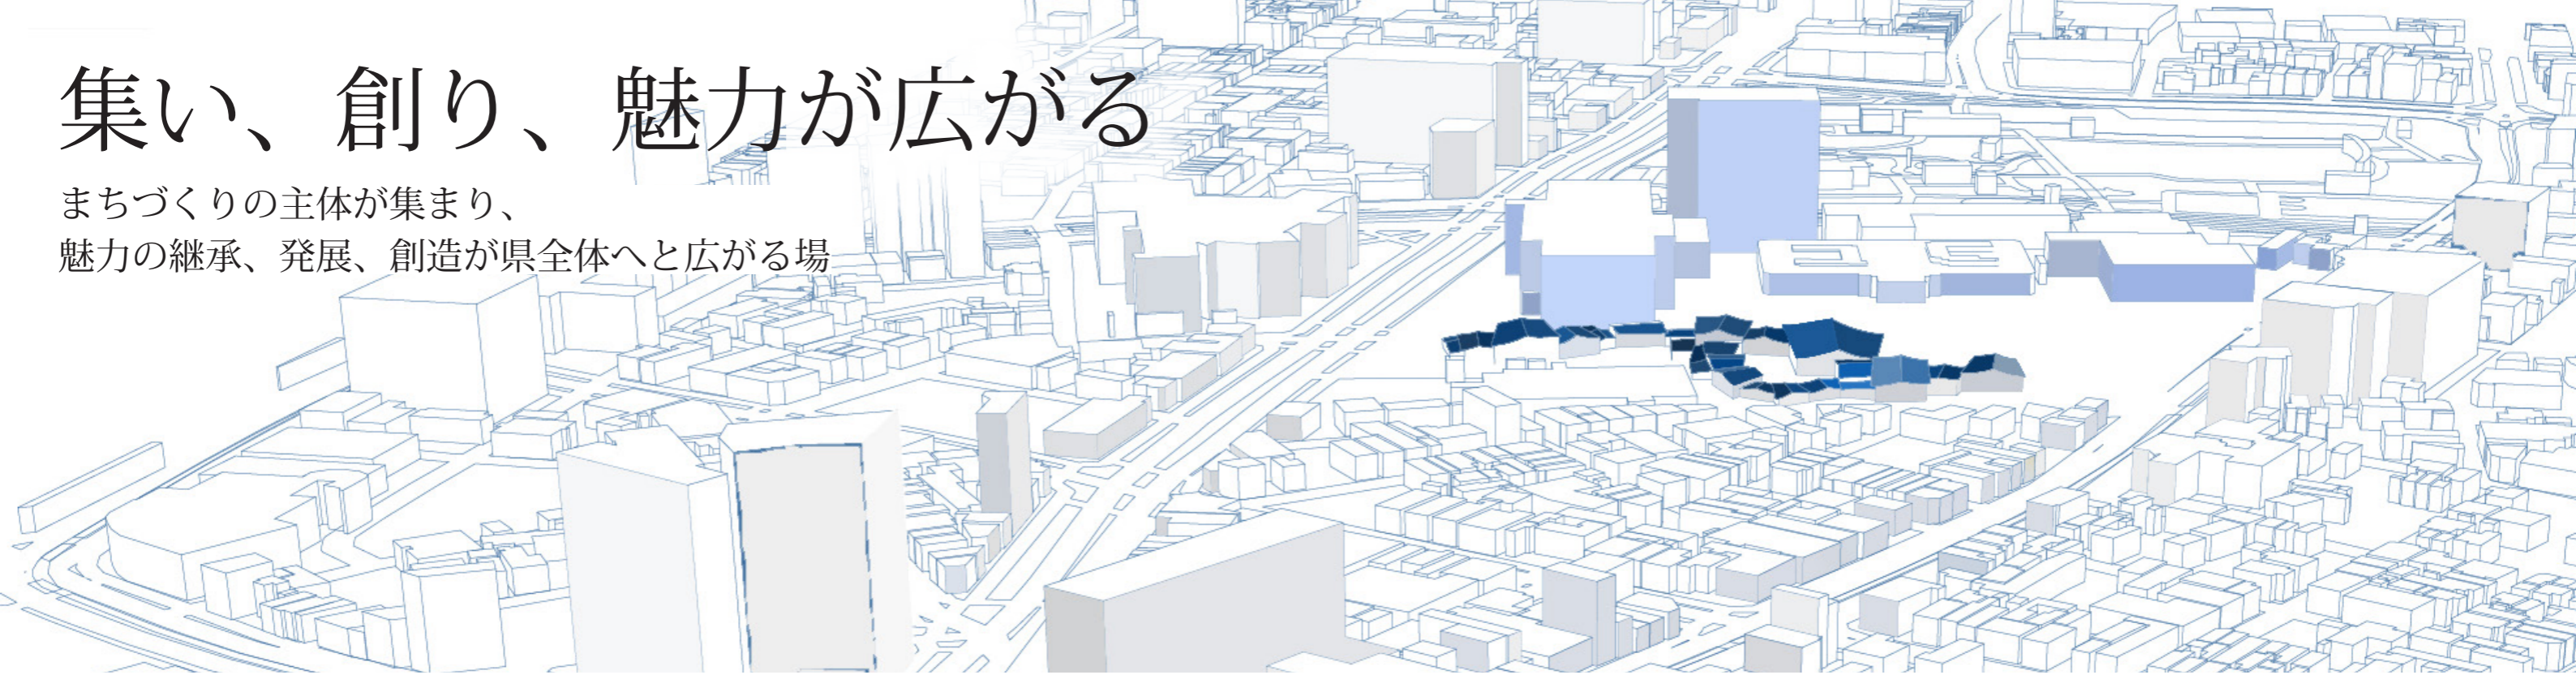 集い、創り、魅力が広がる
まちづくりの主体が集まり、
魅力の継承、発展、創造が県全体へと広がる場